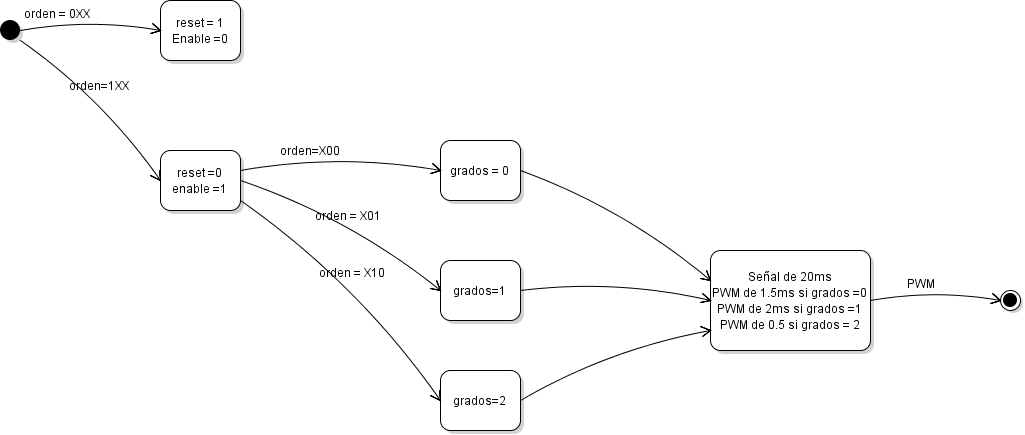 orden = 0XX
reset= 1
Enable =0
orden=1XX
reset=0
enable =1
orden=X00
grados = 0
orden = X01
grados=1
orden = X10
grados=2
Señal de 20ms
PWM de 1.5ms si grados =0
PWM de 2ms si grados =1
PWM de 0.5 si grados = 2
PWM